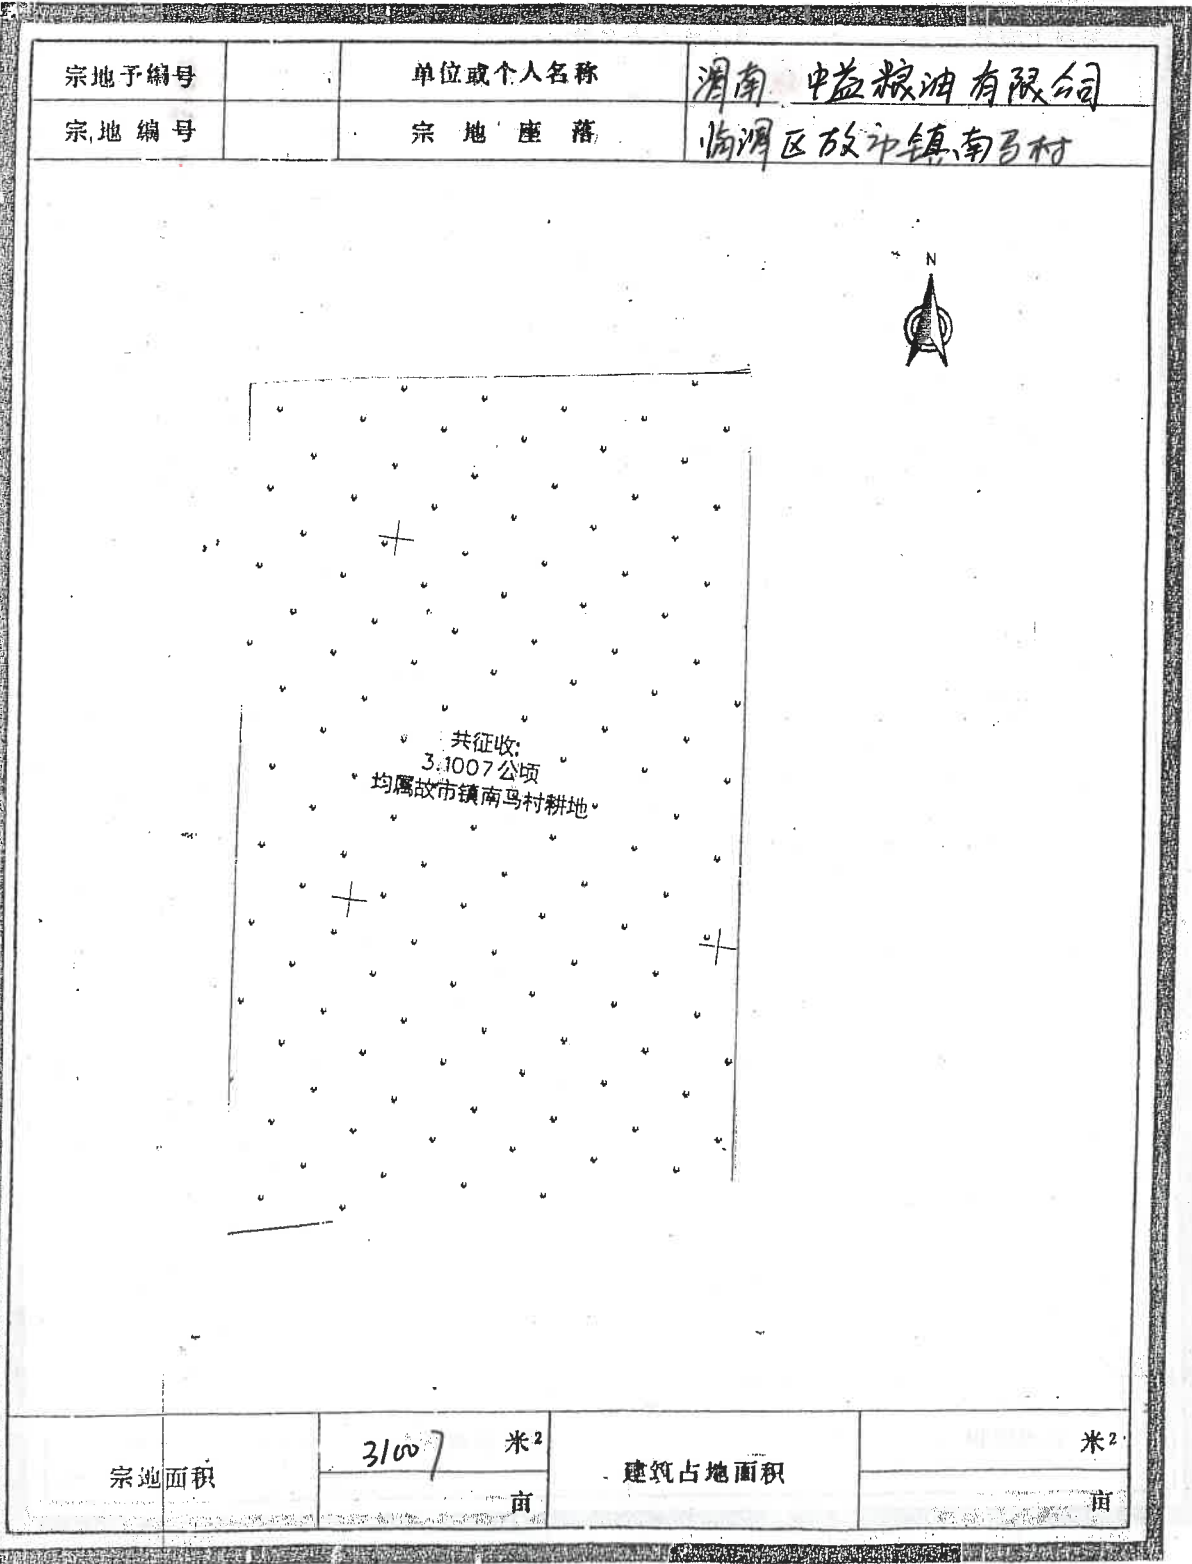 宗地予编号 单位或个人名称 渭南中益粮油有限公司
宗地编号 宗地座落 临渭区故市镇南马村
N
共征收:
3.1007公顷
均属故市镇南马村耕地
宗地面积 31007 米² 建筑占地面积 米²
亩 亩